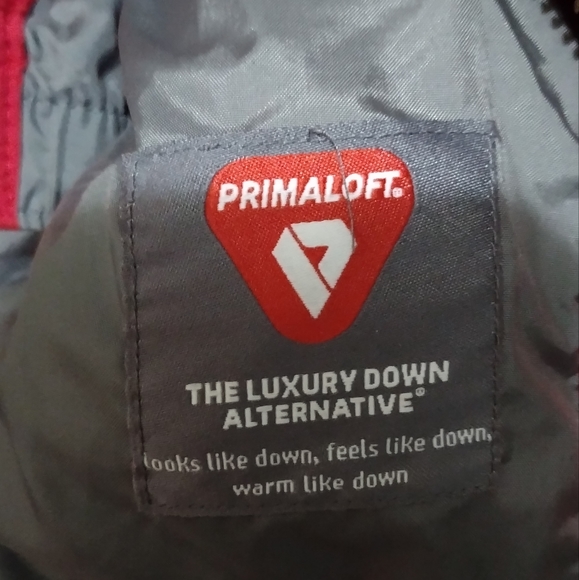 PRIMALOFT®
THE LUXURY DOWN
ALTERNATIVE®
looks like down, feels like down,
warm like down